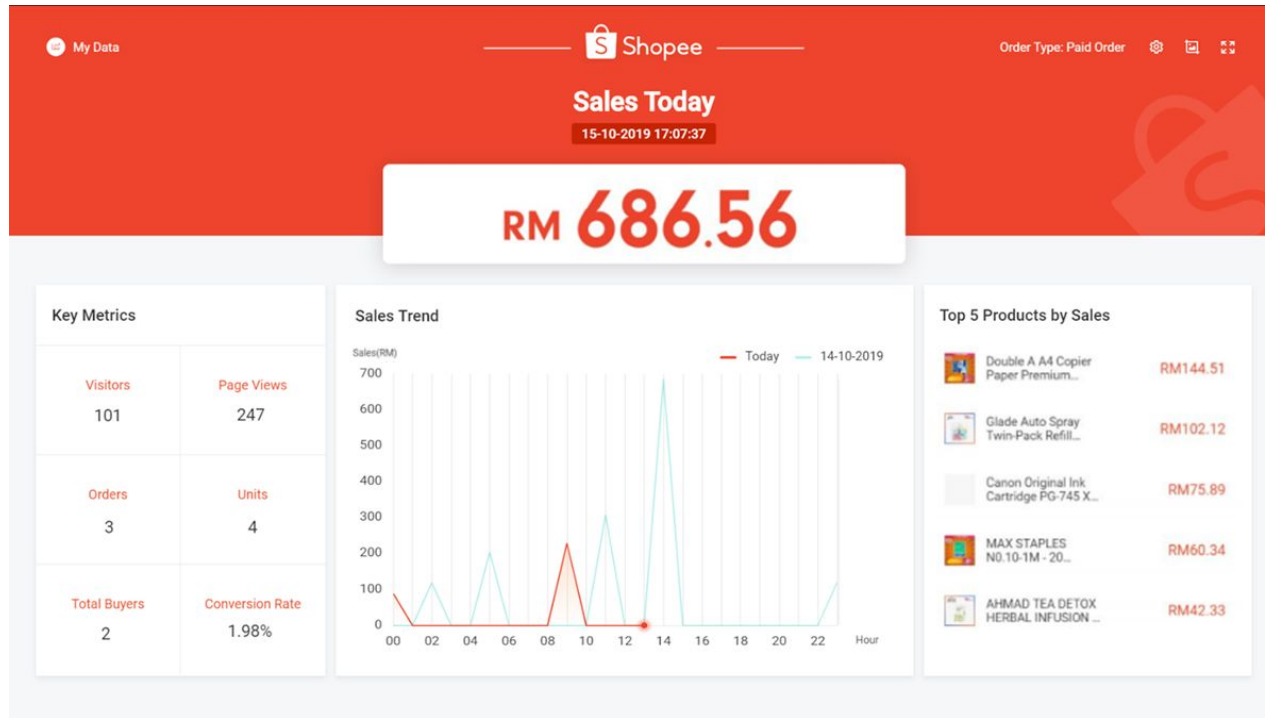 My Data
Shopee
Order Type: Paid Order
Sales Today
15-10-2019 17:07:37
RM 686.56
Key Metrics
Visitors
101
Page Views
247
Orders
3
Units
4
Total Buyers
2
Conversion Rate
1.98%
Sales Trend
Sales(RM)
Today
14-10-2019
700
600
500
400
300
200
100
0
00 02 04 06 08 10 12 14 16 18 20 22 Hour
Top 5 Products by Sales
Double A A4 Copier
Paper Premium...
RM144.51
Glade Auto Spray
Twin-Pack Refill...
RM102.12
Canon Original Ink
Cartridge PG-745 X...
RM75.89
MAX STAPLES
N0.10-1M - 20...
RM60.34
AHMAD TEA DETOX
HERBAL INFUSION ...
RM42.33